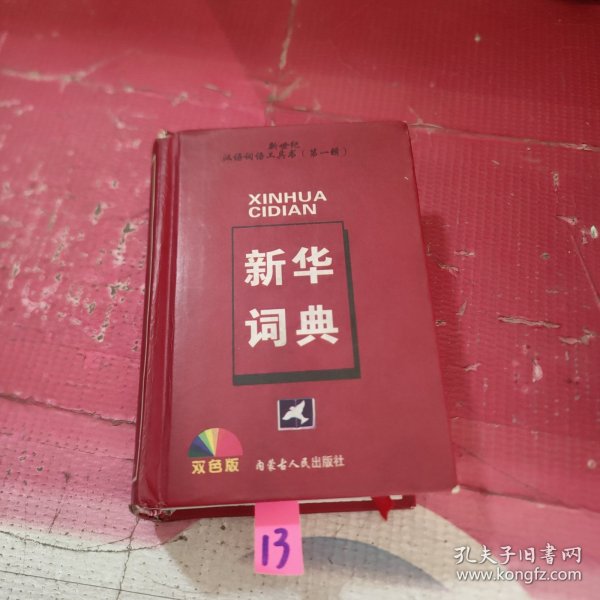 新世纪
汉语词语工具书（第一辑）
XINHUA
CIDIAN
新华
词典
双色版
内蒙古人民出版社
13
孔夫子旧书网
www.kongfz.com